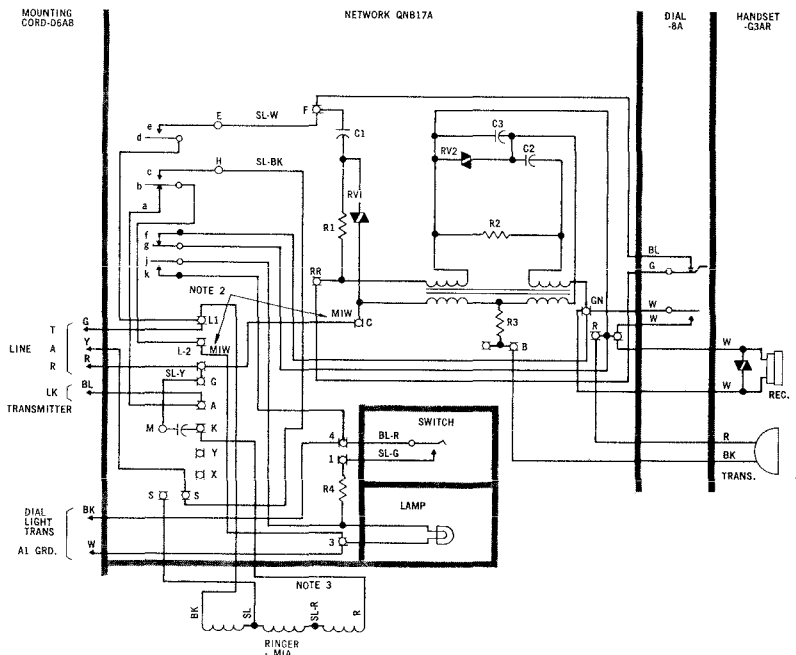 MOUNTING
CORD-D6AB
NETWORK QNB17A
DIAL
-8A
HANDSET
-G3AR
E
SL-W
F
e
d
C1
C3
RV2
C2
H
SL-BK
c
b
a
RV1
R1
R2
f
g
j
k
BL
G
RR
NOTE 2
MIW
C
GN
W
W
R3
R
B
L1
G
T
Y
LINE A
R
R
L-2
MIW
SL-Y
G
BL
LK
TRANSMITTER
A
M
K
Y
X
S
S
W
W
REC.
R
BK
TRANS.
SWITCH
4
BL-R
1
SL-G
R4
LAMP
3
DIAL
LIGHT
TRANS
BK
A1 GRD.
W
NOTE 3
BK
SL
SL-R
R
RINGER
- M1A